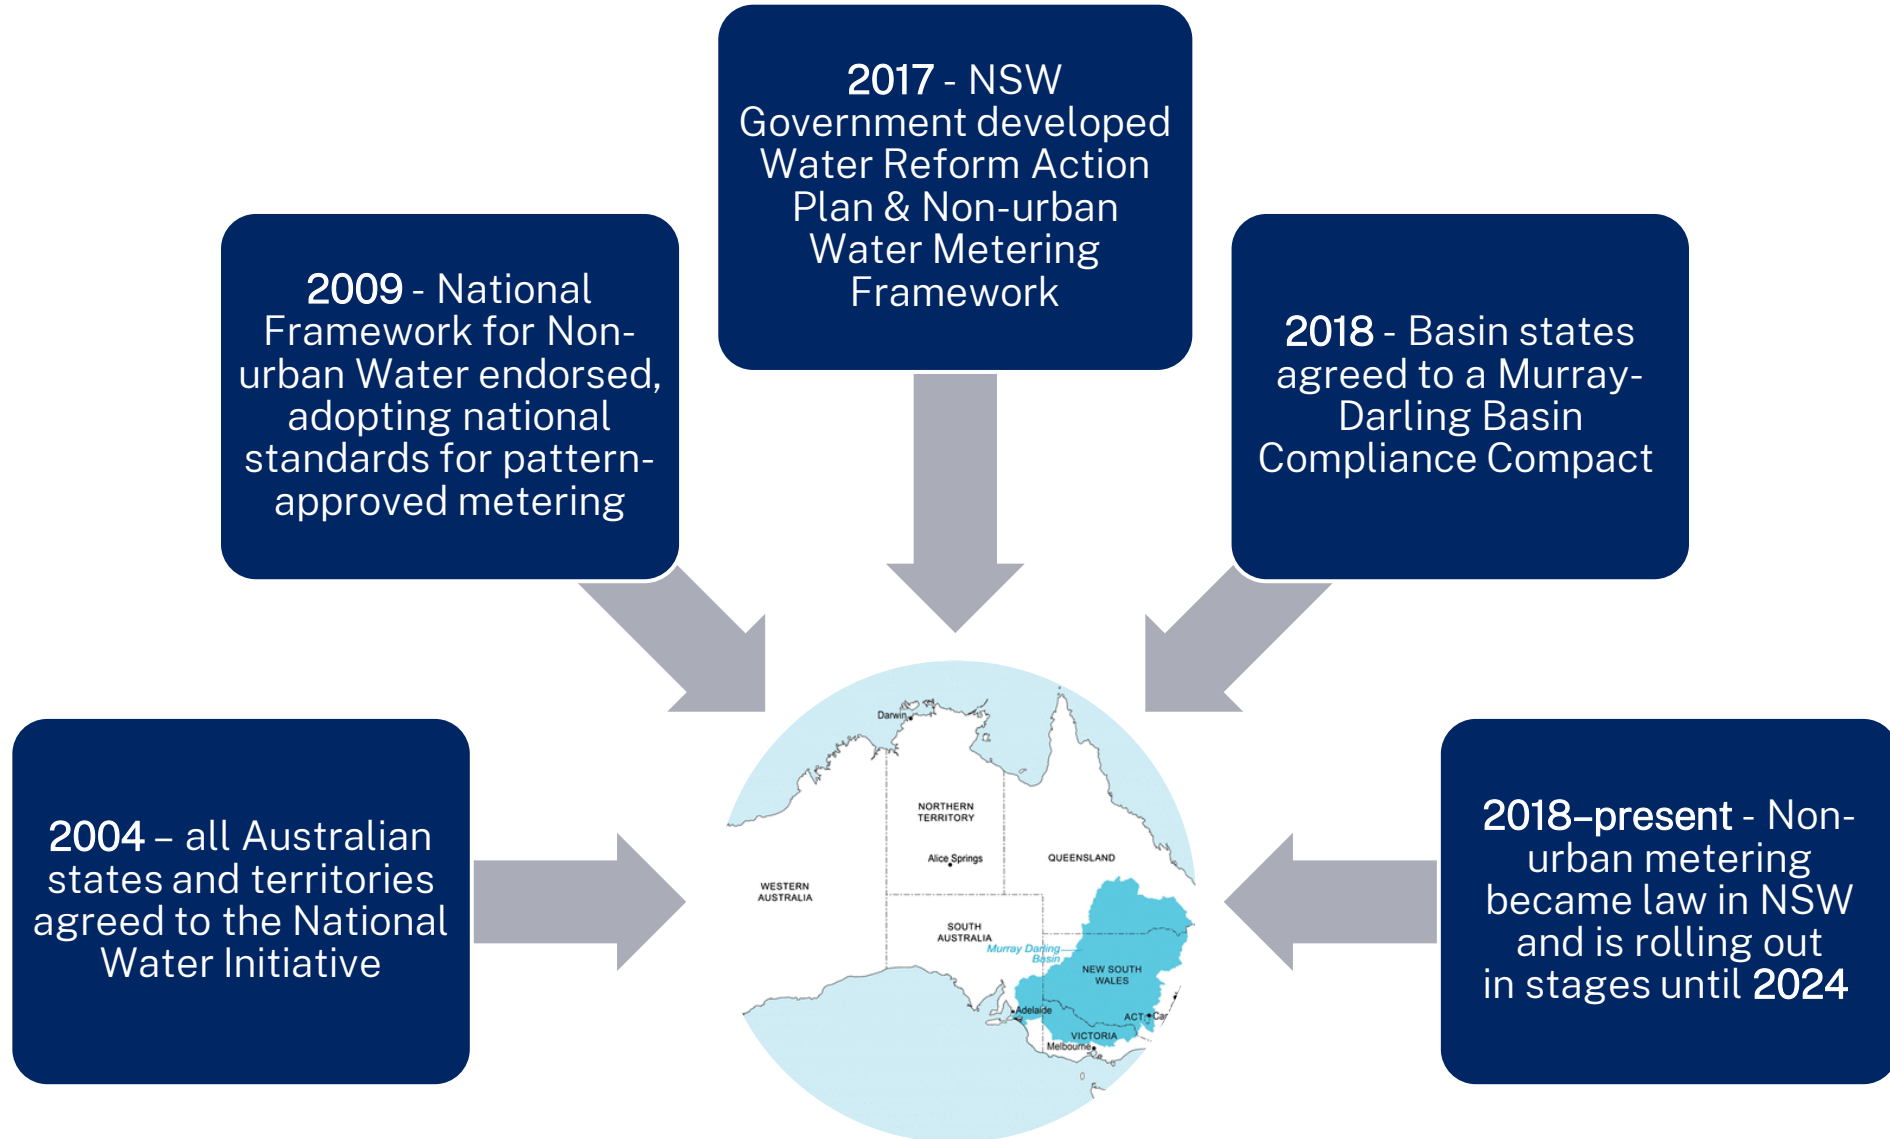 2017 - NSW
Government developed
Water Reform Action
Plan & Non-urban
Water Metering
Framework
2009 - National
Framework for Non-
urban Water endorsed,
adopting national
standards for pattern-
approved metering
2018 - Basin states
agreed to a Murray-
Darling Basin
Compliance Compact
2004 – all Australian
states and territories
agreed to the National
Water Initiative
2018–present - Non-
urban metering
became law in NSW
and is rolling out
in stages until 2024
Darwin
NORTHERN
TERRITORY
Alice Springs
QUEENSLAND
WESTERN
AUSTRALIA
SOUTH
AUSTRALIA
Murray Darling
Basin
NEW SOUTH
WALES
Adelaide
ACT
Car
VICTORIA
Melbourne